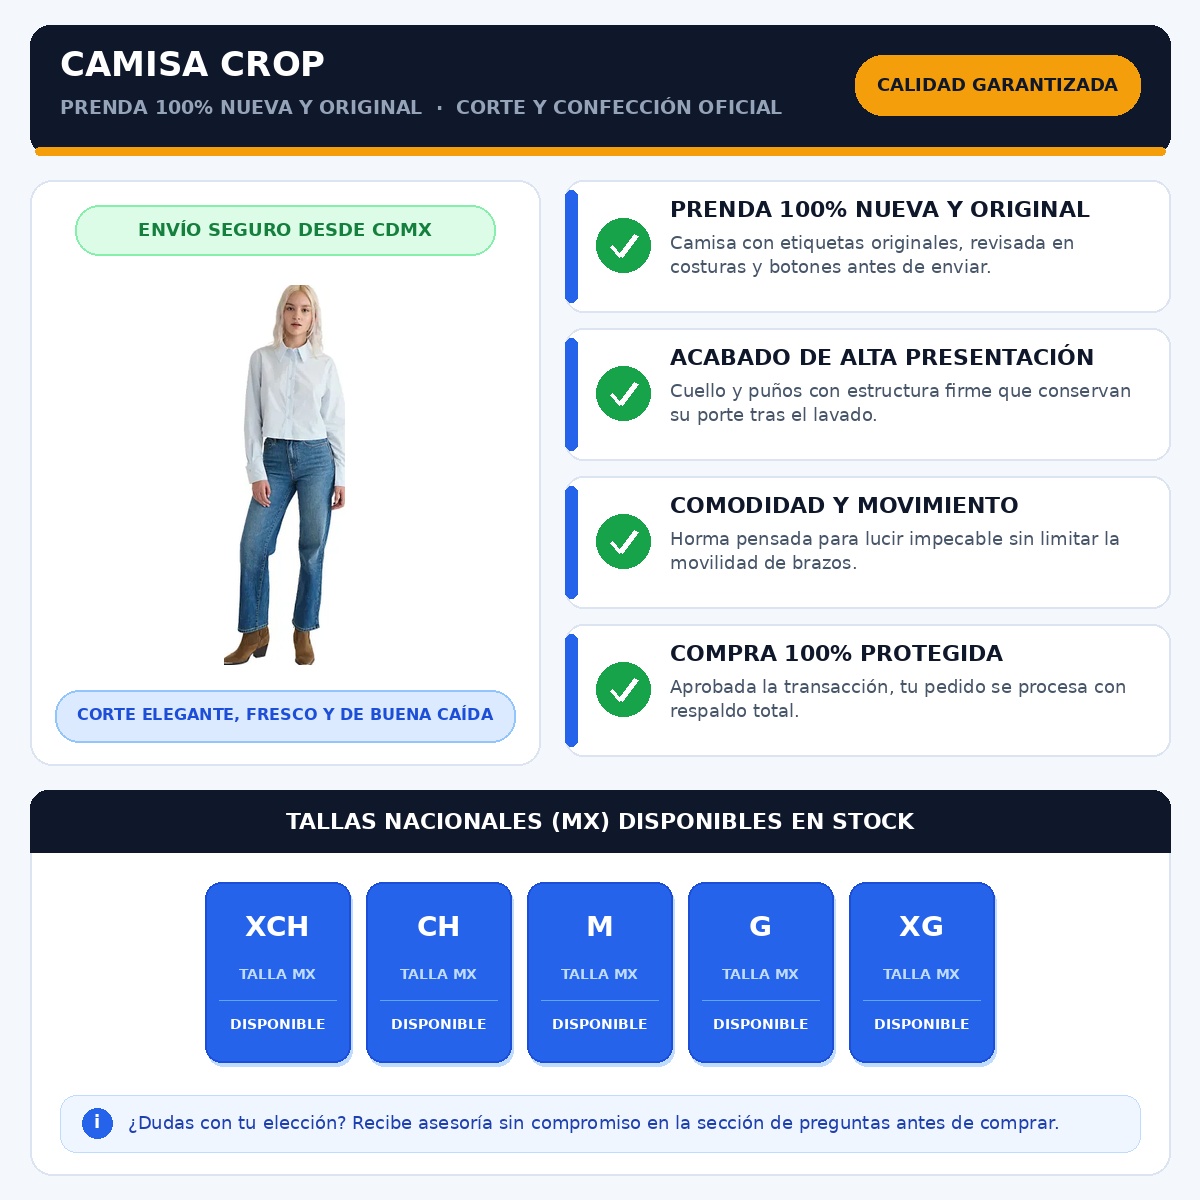 CAMISA CROP
PRENDA 100% NUEVA Y ORIGINAL · CORTE Y CONFECCIÓN OFICIAL
CALIDAD GARANTIZADA
ENVÍO SEGURO DESDE CDMX
CORTE ELEGANTE, FRESCO Y DE BUENA CAÍDA
PRENDA 100% NUEVA Y ORIGINAL
Camisa con etiquetas originales, revisada en
costuras y botones antes de enviar.
ACABADO DE ALTA PRESENTACIÓN
Cuello y puños con estructura firme que conservan
su porte tras el lavado.
COMODIDAD Y MOVIMIENTO
Horma pensada para lucir impecable sin limitar la
movilidad de brazos.
COMPRA 100% PROTEGIDA
Aprobada la transacción, tu pedido se procesa con
respaldo total.
TALLAS NACIONALES (MX) DISPONIBLES EN STOCK
XCH
TALLA MX
DISPONIBLE
CH
TALLA MX
DISPONIBLE
M
TALLA MX
DISPONIBLE
G
TALLA MX
DISPONIBLE
XG
TALLA MX
DISPONIBLE
i
¿Dudas con tu elección? Recibe asesoría sin compromiso en la sección de preguntas antes de comprar.